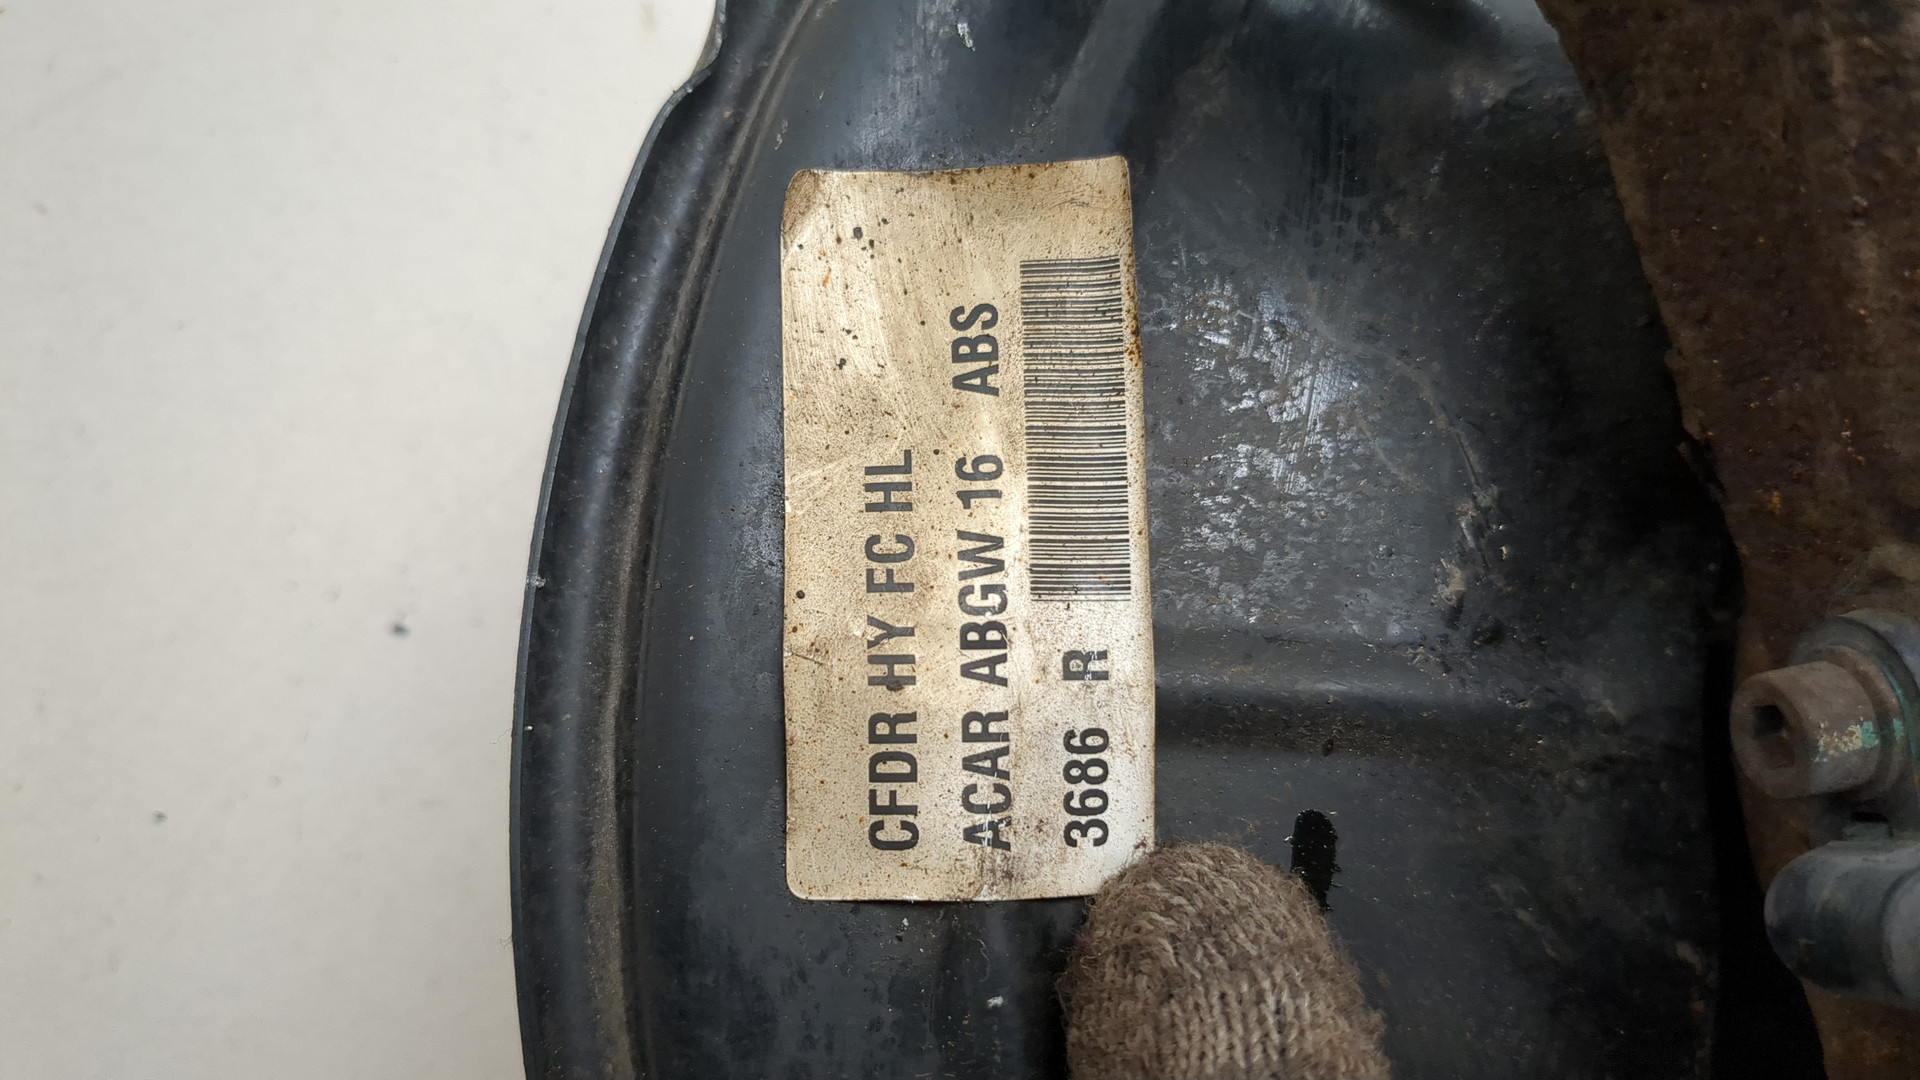 CFDR HY FC HL
ACAR ABGW 16 ABS
3686 R